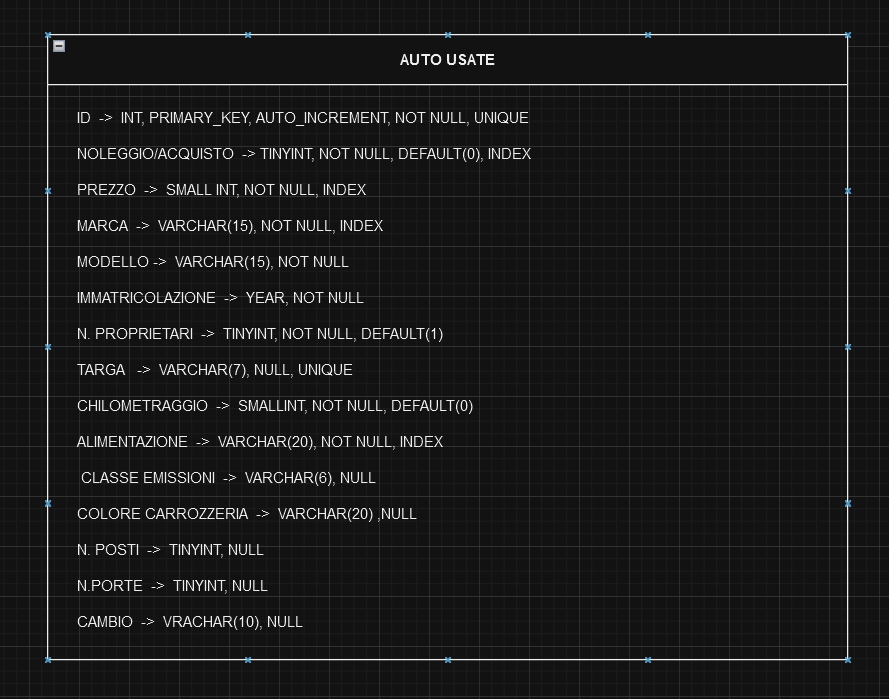 AUTO USATE
ID -> INT, PRIMARY_KEY, AUTO_INCREMENT, NOT NULL, UNIQUE
NOLEGGIO/ACQUISTO -> TINYINT, NOT NULL, DEFAULT(0), INDEX
PREZZO -> SMALL INT, NOT NULL, INDEX
MARCA -> VARCHAR(15), NOT NULL, INDEX
MODELLO -> VARCHAR(15), NOT NULL
IMMATRICOLAZIONE -> YEAR, NOT NULL
N. PROPRIETARI -> TINYINT, NOT NULL, DEFAULT(1)
TARGA -> VARCHAR(7), NULL, UNIQUE
CHILOMETRAGGIO -> SMALLINT, NOT NULL, DEFAULT(0)
ALIMENTAZIONE -> VARCHAR(20), NOT NULL, INDEX
CLASSE EMISSIONI -> VARCHAR(6), NULL
COLORE CARROZZERIA -> VARCHAR(20) ,NULL
N. POSTI -> TINYINT, NULL
N.PORTE -> TINYINT, NULL
CAMBIO -> VRACHAR(10), NULL